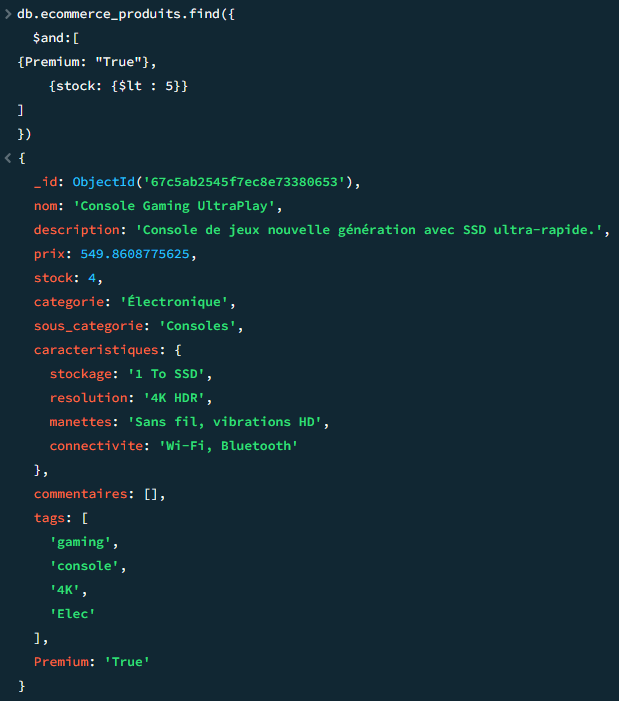 db.ecommerce_produits.find({
$and:[
{Premium: "True"},
{stock: {$lt : 5}}
]
})
{
_id: ObjectId('67c5ab2545f7ec8e73380653'),
nom: 'Console Gaming UltraPlay',
description: 'Console de jeux nouvelle génération avec SSD ultra-rapide.',
prix: 549.8608775625,
stock: 4,
categorie: 'Électronique',
sous_categorie: 'Consoles',
caracteristiques: {
stockage: '1 To SSD',
resolution: '4K HDR',
manettes: 'Sans fil, vibrations HD',
connectivite: 'Wi-Fi, Bluetooth'
},
commentaires: [],
tags: [
'gaming',
'console',
'4K',
'Elec'
],
Premium: 'True'
}